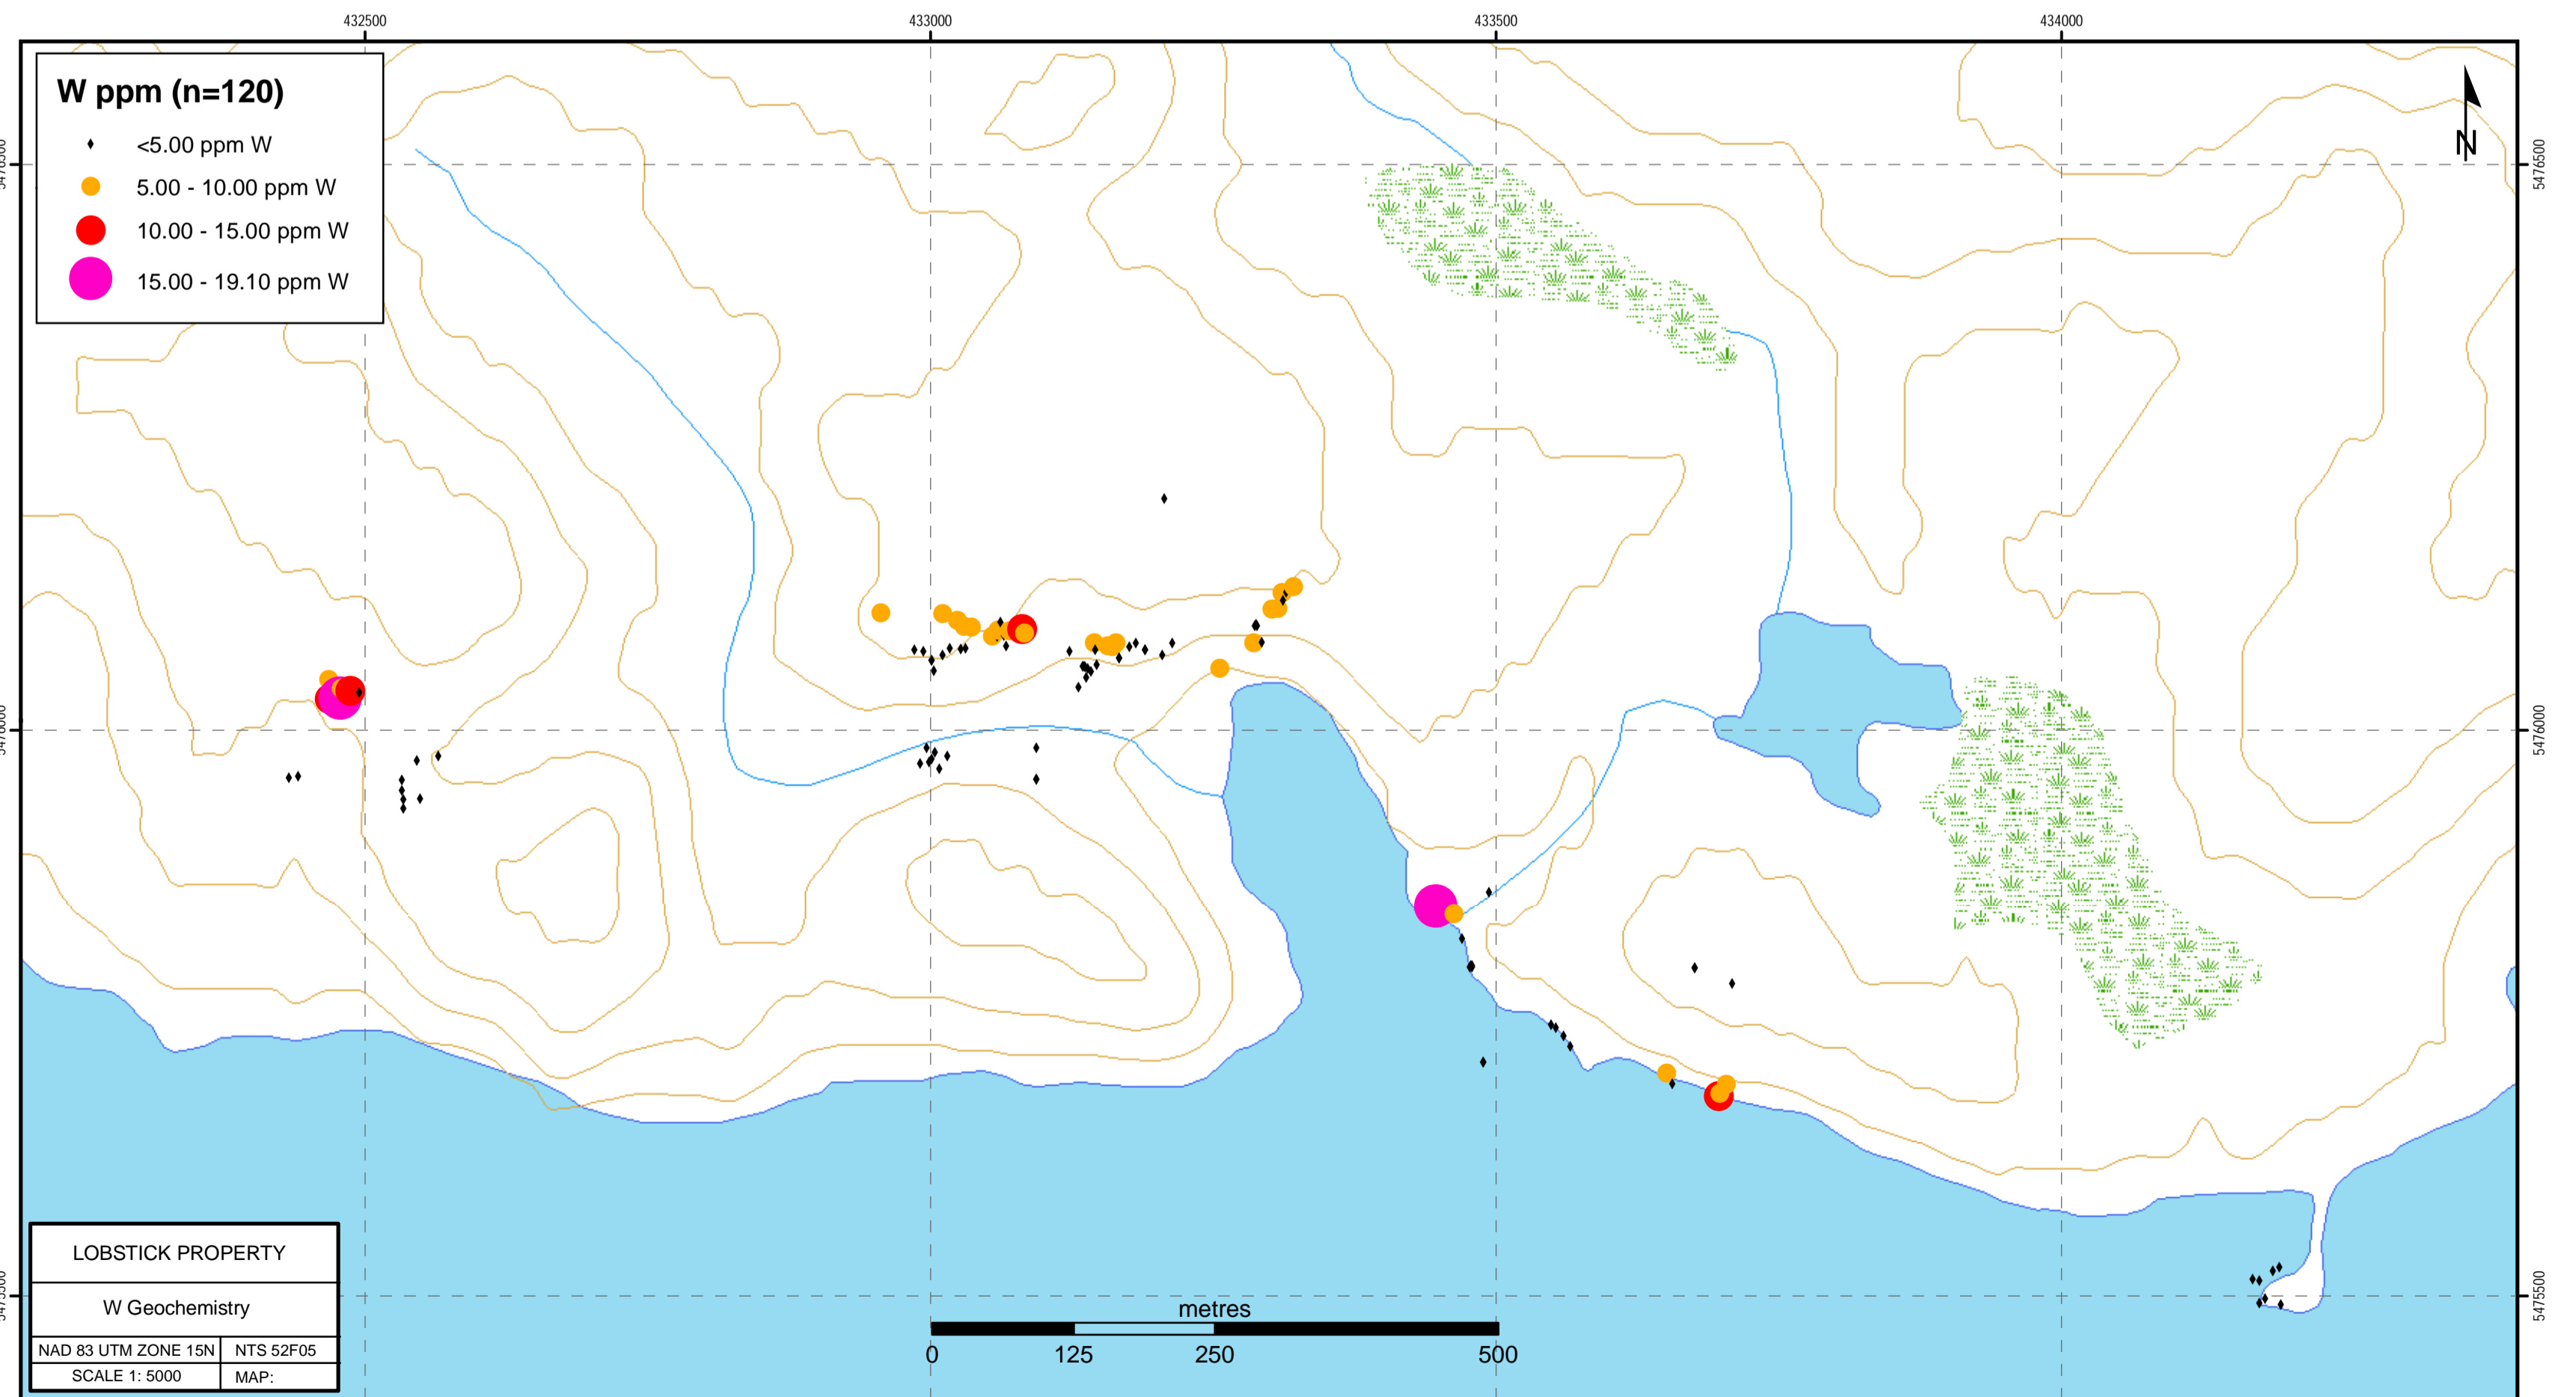 432500 433000 433500 434000
W ppm (n=120)
<5.00 ppm W
5.00 - 10.00 ppm W
10.00 - 15.00 ppm W
15.00 - 19.10 ppm W
N
5476500
5476000
5475500
LOBSTICK PROPERTY
W Geochemistry
NAD 83 UTM ZONE 15N NTS 52F05
SCALE 1: 5000 MAP:
metres
0 125 250 500